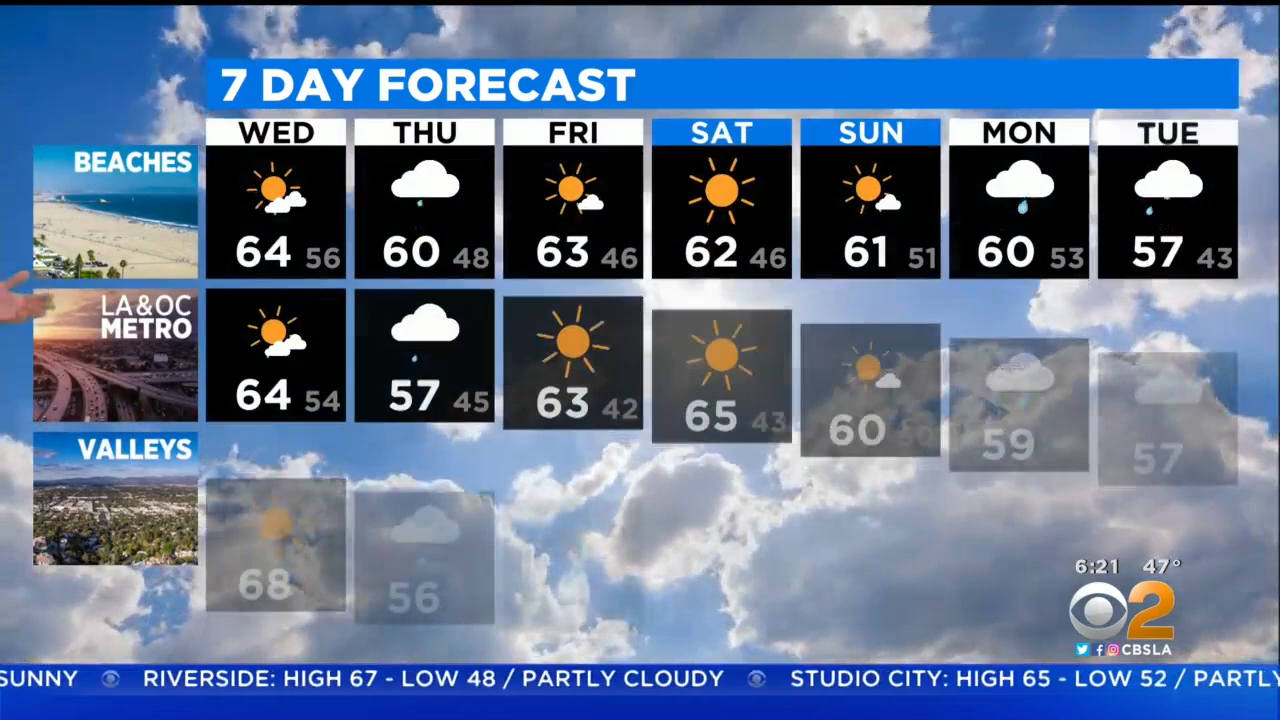 7 DAY FORECAST
WED THU FRI SAT SUN MON TUE
BEACHES
64 56 60 48 63 46 62 46 61 51 60 53 57 43
LA&OC
METRO
64 54 57 45 63 42 65 43 60 50 59 57
VALLEYS
68 56
6:21 47°
2
CBSLA
SUNNY RIVERSIDE: HIGH 67 - LOW 48 / PARTLY CLOUDY STUDIO CITY: HIGH 65 - LOW 52 / PARTLY